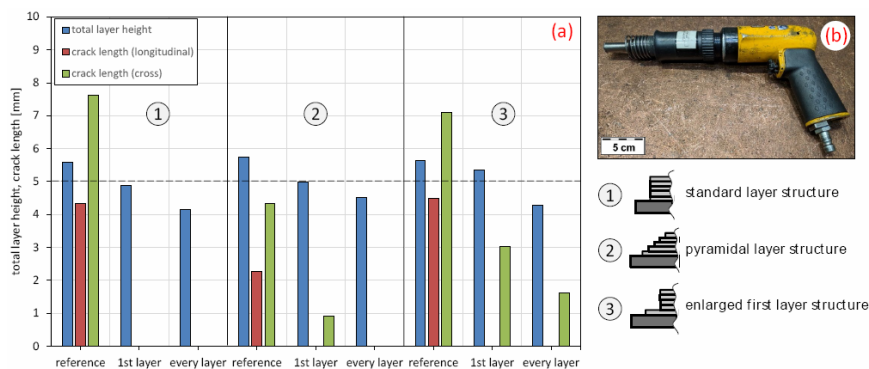 10
9
8
7
6
5
4
3
2
1
0
total layer height, crack length [mm]
total layer height
crack length (longitudinal)
crack length (cross)
(a)
1
2
3
reference 1st layer every layer reference 1st layer every layer reference 1st layer every layer
(b)
5 cm
1 standard layer structure
2 pyramidal layer structure
3 enlarged first layer structure